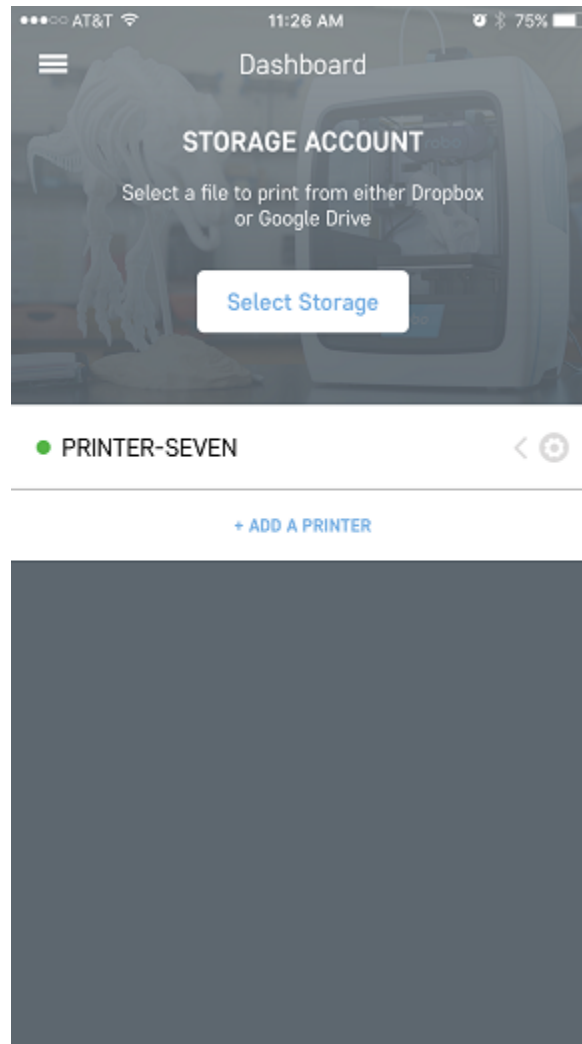 AT&T 11:26 AM 75%
Dashboard
STORAGE ACCOUNT
Select a file to print from either Dropbox
or Google Drive
Select Storage
PRINTER-SEVEN
+ ADD A PRINTER